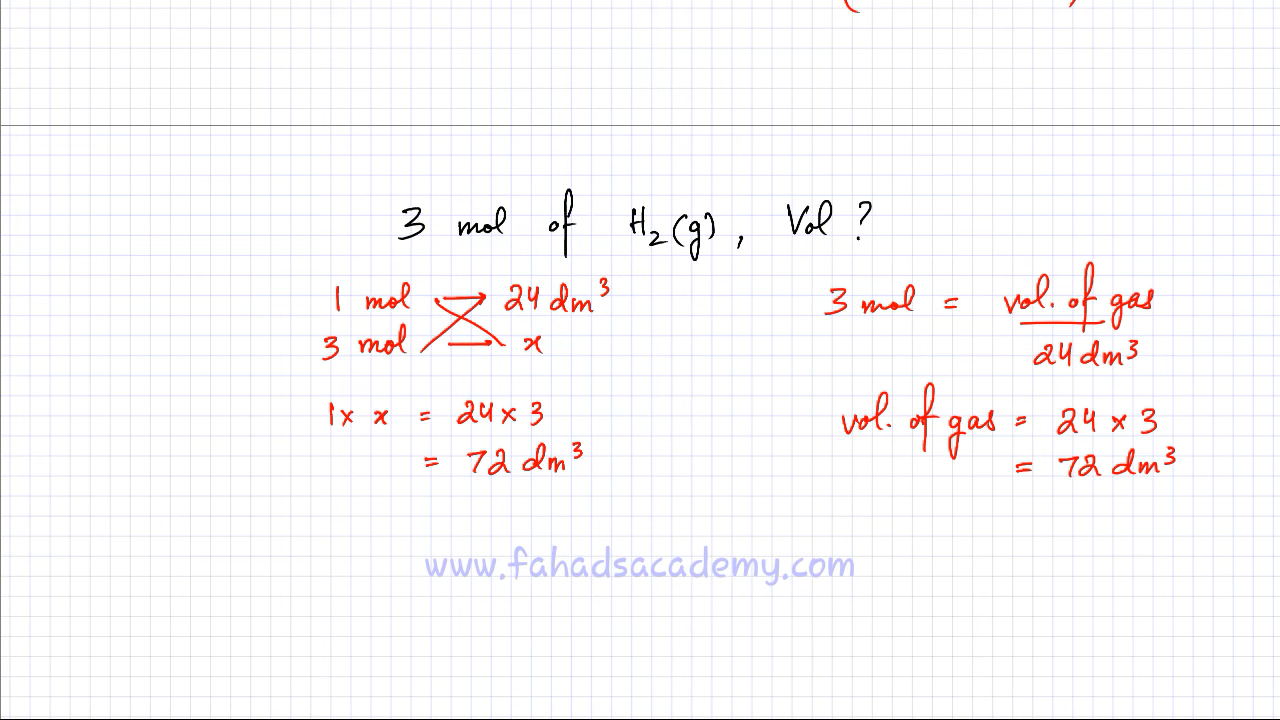 3 mol of H₂(g), Vol?
1 mol → 24 dm³
3 mol → x
1 × x = 24 × 3
= 72 dm³
3 mol = vol. of gas
24 dm³
vol. of gas = 24 × 3
= 72 dm³
www.fahadsacademy.com